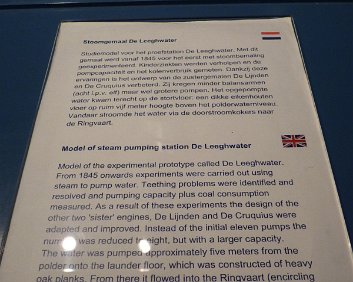 Stoomgemaal De Leeghwater
Studiemodel voor het proefstation De Leeghwater. Met dit
gemaal werd vanaf 1845 voor het eerst met stoombemaling
geëxperimenteerd. Kinderziekten werden verholpen en de
pompcapaciteit en het kolenverbruik gemeten. Dankzij deze
ervaringen is het ontwerp van de zustergemalen De Lijnden
en De Cruquius verbeterd. Zij kregen minder balansarmen
(acht i.p.v. elf) maar wel grotere pompen. Het opgepompte
water kwam terecht op de stortvloer: een dikke eikenhouten
vloer op ruim vijf meter hoogte boven het polderwaterniveau.
Vandaar stroomde het water via de doorstroomkokers naar
de Ringvaart.
Model of steam pumping station De Leeghwater
Model of the experimental prototype called De Leeghwater.
From 1845 onwards experiments were carried out using
steam to pump water. Teething problems were identified
and resolved and pumping capacity plus coal consumption
measured. As a result of these experiments the design of the
other two 'sister' engines, De Lijnden and De Cruquius were
adapted and improved. Instead of the initial eleven pumps the
was reduced to eight, but with a larger capacity.
The water was pumped approximately five meters from the
polder onto the launder floor, which was constructed of heavy
oak planks. From there it flowed into the Ringvaart (encircling